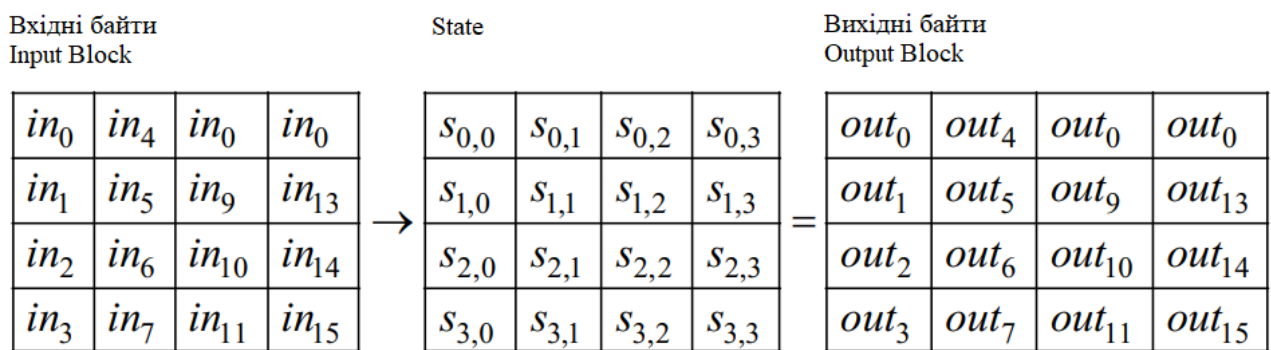 Вхідні байти
Input Block
State
Вихідні байти
Output Block
in0 in4 in0 in0 s0,0 s0,1 s0,2 s0,3 out0 out4 out0 out0
in1 in5 in9 in13 → s1,0 s1,1 s1,2 s1,3 = out1 out5 out9 out13
in2 in6 in10 in14 s2,0 s2,1 s2,2 s2,3 out2 out6 out10 out14
in3 in7 in11 in15 s3,0 s3,1 s3,2 s3,3 out3 out7 out11 out15